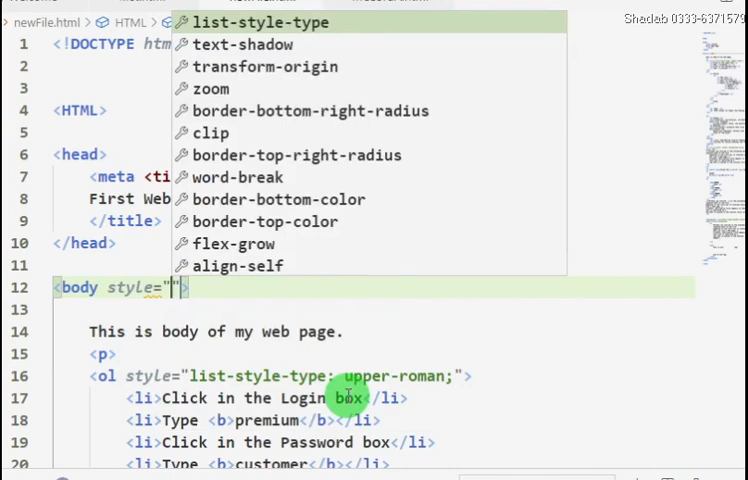 newFile.html > HTML >
Shadab 0333-6371579
list-style-type
text-shadow
transform-origin
zoom
border-bottom-right-radius
clip
border-top-right-radius
word-break
border-bottom-color
border-top-color
flex-grow
align-self
1 <!DOCTYPE htm
2
3
4 <HTML>
5
6 <head>
7 <meta <ti
8 First Web
9 </title>
10 </head>
11
12 <body style="">
13
14 This is body of my web page.
15 <p>
16 <ol style="list-style-type: upper-roman;">
17 <li>Click in the Login box</li>
18 <li>Type <b>premium</b></li>
19 <li>Click in the Password box</li>
20 <li>Type <b>customer</b></li>